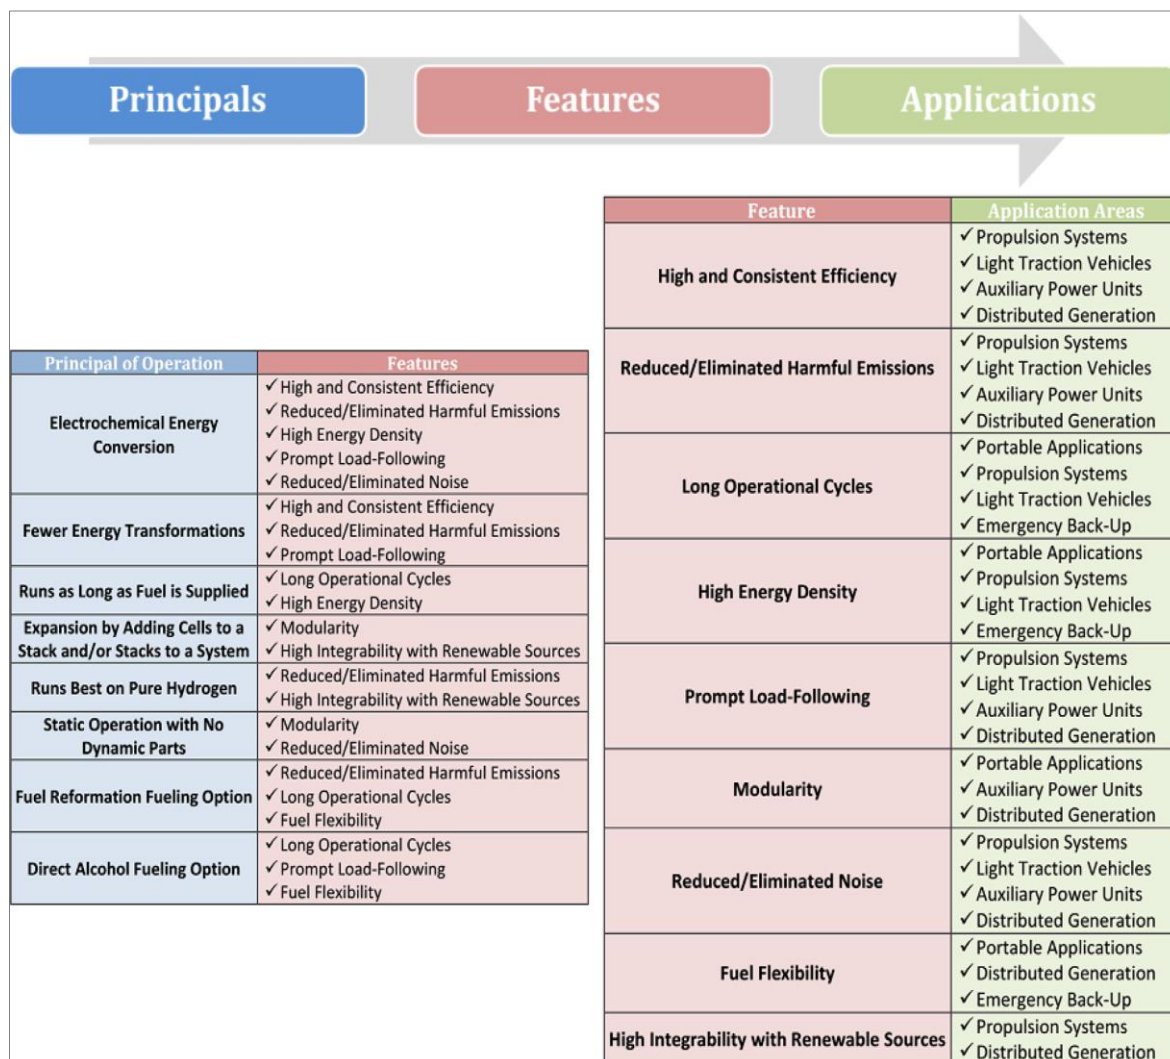 Principals
Features
Applications
Principal of Operation
Features
Electrochemical Energy
Conversion
✓ High and Consistent Efficiency
✓ Reduced/Eliminated Harmful Emissions
✓ High Energy Density
✓ Prompt Load-Following
✓ Reduced/Eliminated Noise
Fewer Energy Transformations
✓ High and Consistent Efficiency
✓ Reduced/Eliminated Harmful Emissions
✓ Prompt Load-Following
Runs as Long as Fuel is Supplied
✓ Long Operational Cycles
✓ High Energy Density
Expansion by Adding Cells to a
Stack and/or Stacks to a System
✓ Modularity
✓ High Integrability with Renewable Sources
Runs Best on Pure Hydrogen
✓ Reduced/Eliminated Harmful Emissions
✓ High Integrability with Renewable Sources
Static Operation with No
Dynamic Parts
✓ Modularity
✓ Reduced/Eliminated Noise
Fuel Reformation Fueling Option
✓ Reduced/Eliminated Harmful Emissions
✓ Long Operational Cycles
✓ Fuel Flexibility
Direct Alcohol Fueling Option
✓ Long Operational Cycles
✓ Prompt Load-Following
✓ Fuel Flexibility
Feature
Application Areas
High and Consistent Efficiency
✓ Propulsion Systems
✓ Light Traction Vehicles
✓ Auxiliary Power Units
✓ Distributed Generation
Reduced/Eliminated Harmful Emissions
✓ Propulsion Systems
✓ Light Traction Vehicles
✓ Auxiliary Power Units
✓ Distributed Generation
Long Operational Cycles
✓ Portable Applications
✓ Propulsion Systems
✓ Light Traction Vehicles
✓ Emergency Back-Up
High Energy Density
✓ Portable Applications
✓ Propulsion Systems
✓ Light Traction Vehicles
✓ Emergency Back-Up
Prompt Load-Following
✓ Propulsion Systems
✓ Light Traction Vehicles
✓ Auxiliary Power Units
✓ Distributed Generation
Modularity
✓ Portable Applications
✓ Auxiliary Power Units
✓ Distributed Generation
Reduced/Eliminated Noise
✓ Propulsion Systems
✓ Light Traction Vehicles
✓ Auxiliary Power Units
✓ Distributed Generation
Fuel Flexibility
✓ Portable Applications
✓ Distributed Generation
✓ Emergency Back-Up
High Integrability with Renewable Sources
✓ Propulsion Systems
✓ Distributed Generation